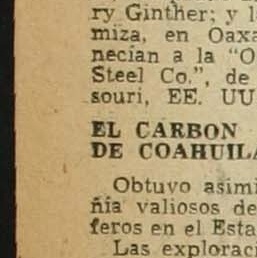 ry Ginther; y l
miza, en Oaxa
necían a la "O
Steel Co.", de
souri, EE. UU
EL CARBON
DE COAHUILA
Obtuvo asimi
ñía valiosos de
feros en el Esta
Las exploraci